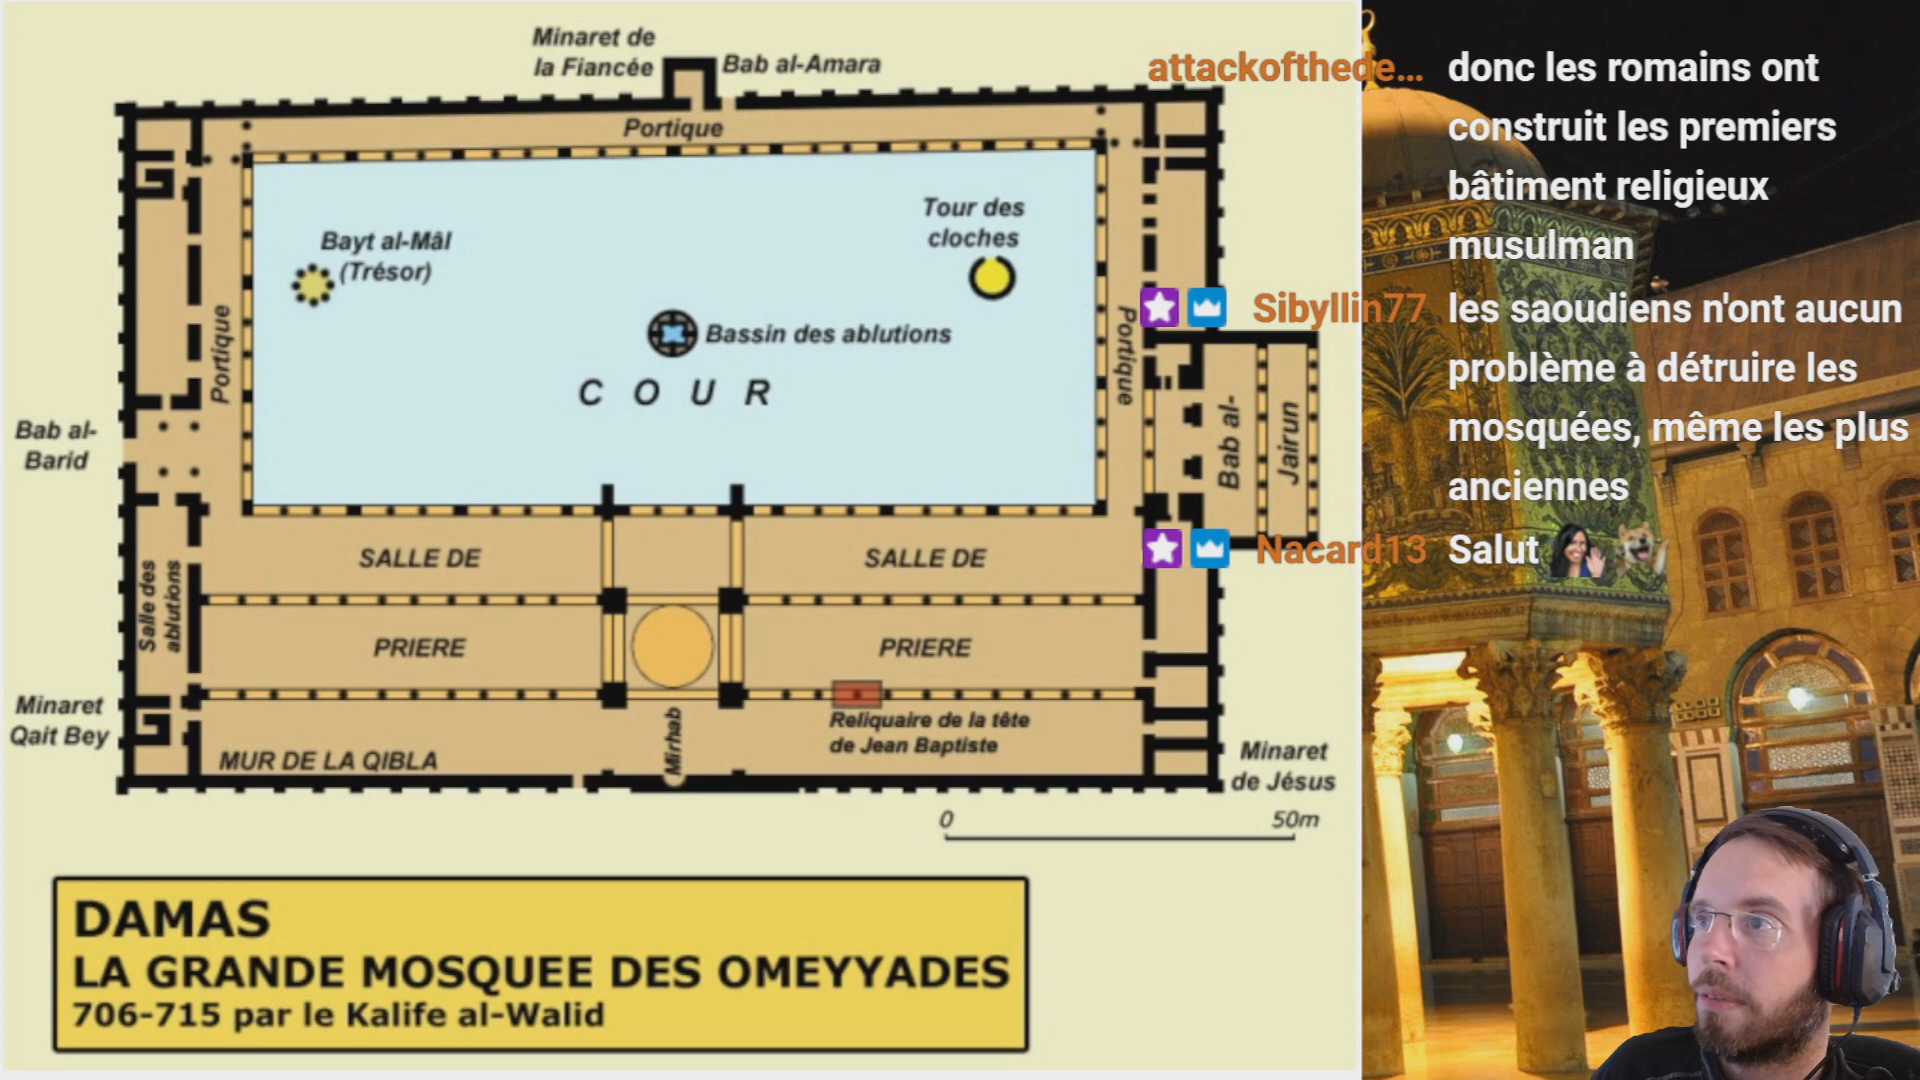 Minaret de
la Fiancée
Bab al-Amara
Portique
Bayt al-Mâl
(Trésor)
Tour des
cloches
Bassin des ablutions
COUR
Portique
Portique
Bab al-
Barid
Bab al-
Jairun
SALLE DE
SALLE DE
Salle des
ablutions
PRIERE
PRIERE
Minaret
Qait Bey
Mirhab
Reliquaire de la tête
de Jean Baptiste
MUR DE LA QIBLA
Minaret
de Jésus
0 50m
DAMAS
LA GRANDE MOSQUEE DES OMEYYADES
706-715 par le Kalife al-Walid
attackofthede... donc les romains ont
construit les premiers
bâtiment religieux
musulman
Sibyllin77 les saoudiens n'ont aucun
problème à détruire les
mosquées, même les plus
anciennes
Nacard13 Salut